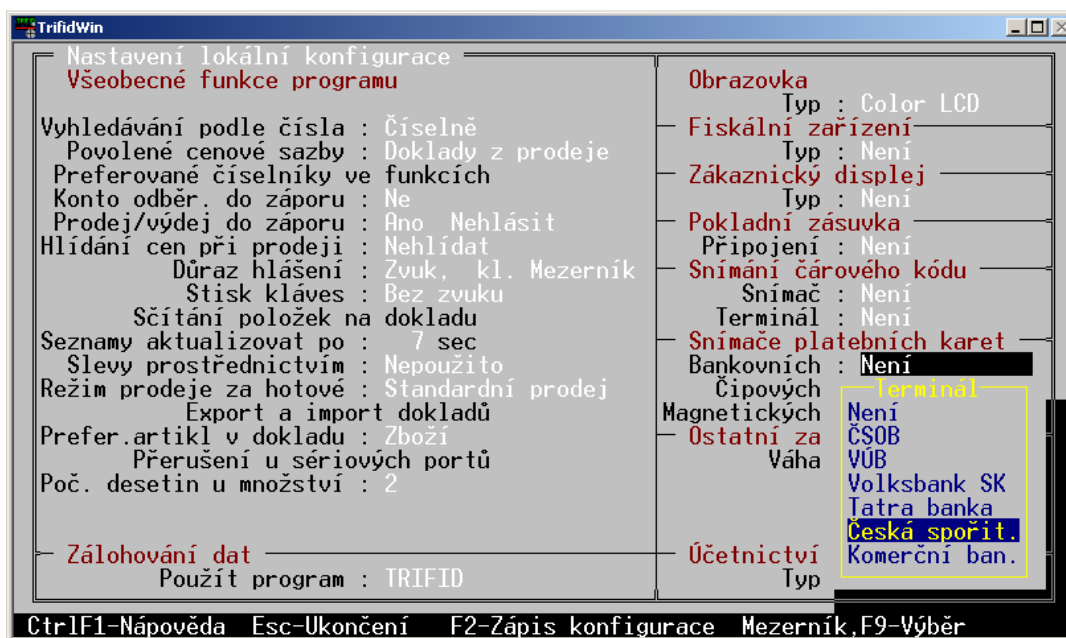 TrifidWin
Nastavení lokální konfigurace
Všeobecné funkce programu
Vyhledávání podle čísla : Číselně
Povolené cenové sazby : Doklady z prodeje
Preferované číselníky ve funkcích
Konto odběr. do záporu : Ne
Prodej/výdej do záporu : Ano  Nehlásit
Hlídání cen při prodeji : Nehlídat
Důraz hlášení : Zvuk,  kl. Mezerník
Stisk kláves : Bez zvuku
Sčítání položek na dokladu
Seznamy aktualizovat po :   7 sec
Slevy prostřednictvím : Nepoužito
Režim prodeje za hotové : Standardní prodej
Export a import dokladů
Prefer.artikl v dokladu : Zboží
Přerušení u sériových portů
Poč. desetin u množství : 2
Zálohování dat
Použít program : TRIFID
Obrazovka
Typ : Color LCD
Fiskální zařízení
Typ : Není
Zákaznický displej
Typ : Není
Pokladní zásuvka
Připojení : Není
Snímání čárového kódu
Snímač : Není
Terminál : Není
Snímače platebních karet
Bankovních : Není
Čipových
Magnetických
Ostatní za
Váha
Účetnictví
Typ
Terminál
Není
ČSOB
VÚB
Volksbank SK
Tatra banka
Česká spořit.
Komerční ban.
CtrlF1-Nápověda  Esc-Ukončení   F2-Zápis konfigurace  Mezerník,F9-Výběr